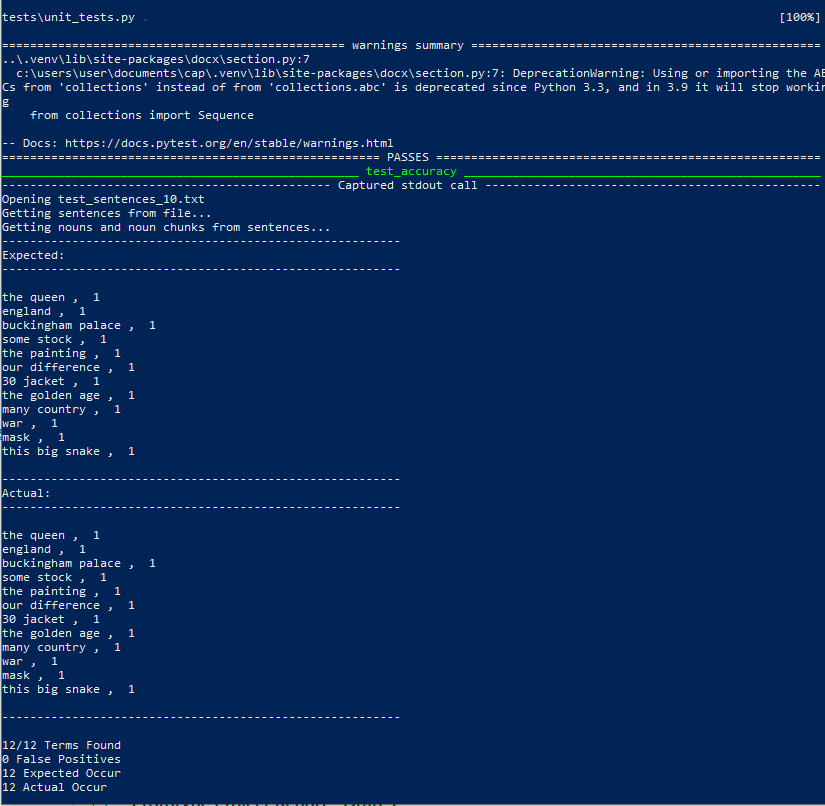 tests\unit_tests.py . [100%]
================================================= warnings summary ==================================================
..\.venv\lib\site-packages\docx\section.py:7
c:\users\user\documents\cap\.venv\lib\site-packages\docx\section.py:7: DeprecationWarning: Using or importing the AB
Cs from 'collections' instead of from 'collections.abc' is deprecated since Python 3.3, and in 3.9 it will stop workin
g
from collections import Sequence
-- Docs: https://docs.pytest.org/en/stable/warnings.html
====================================================== PASSES =======================================================
___________________________________________________ test_accuracy ___________________________________________________
----------------------------------------------- Captured stdout call ------------------------------------------------
Opening test_sentences_10.txt
Getting sentences from file...
Getting nouns and noun chunks from sentences...
---------------------------------------------------------
Expected:
---------------------------------------------------------
the queen , 1
england , 1
buckingham palace , 1
some stock , 1
the painting , 1
our difference , 1
30 jacket , 1
the golden age , 1
many country , 1
war , 1
mask , 1
this big snake , 1
---------------------------------------------------------
Actual:
---------------------------------------------------------
the queen , 1
england , 1
buckingham palace , 1
some stock , 1
the painting , 1
our difference , 1
30 jacket , 1
the golden age , 1
many country , 1
war , 1
mask , 1
this big snake , 1
---------------------------------------------------------
12/12 Terms Found
0 False Positives
12 Expected Occur
12 Actual Occur